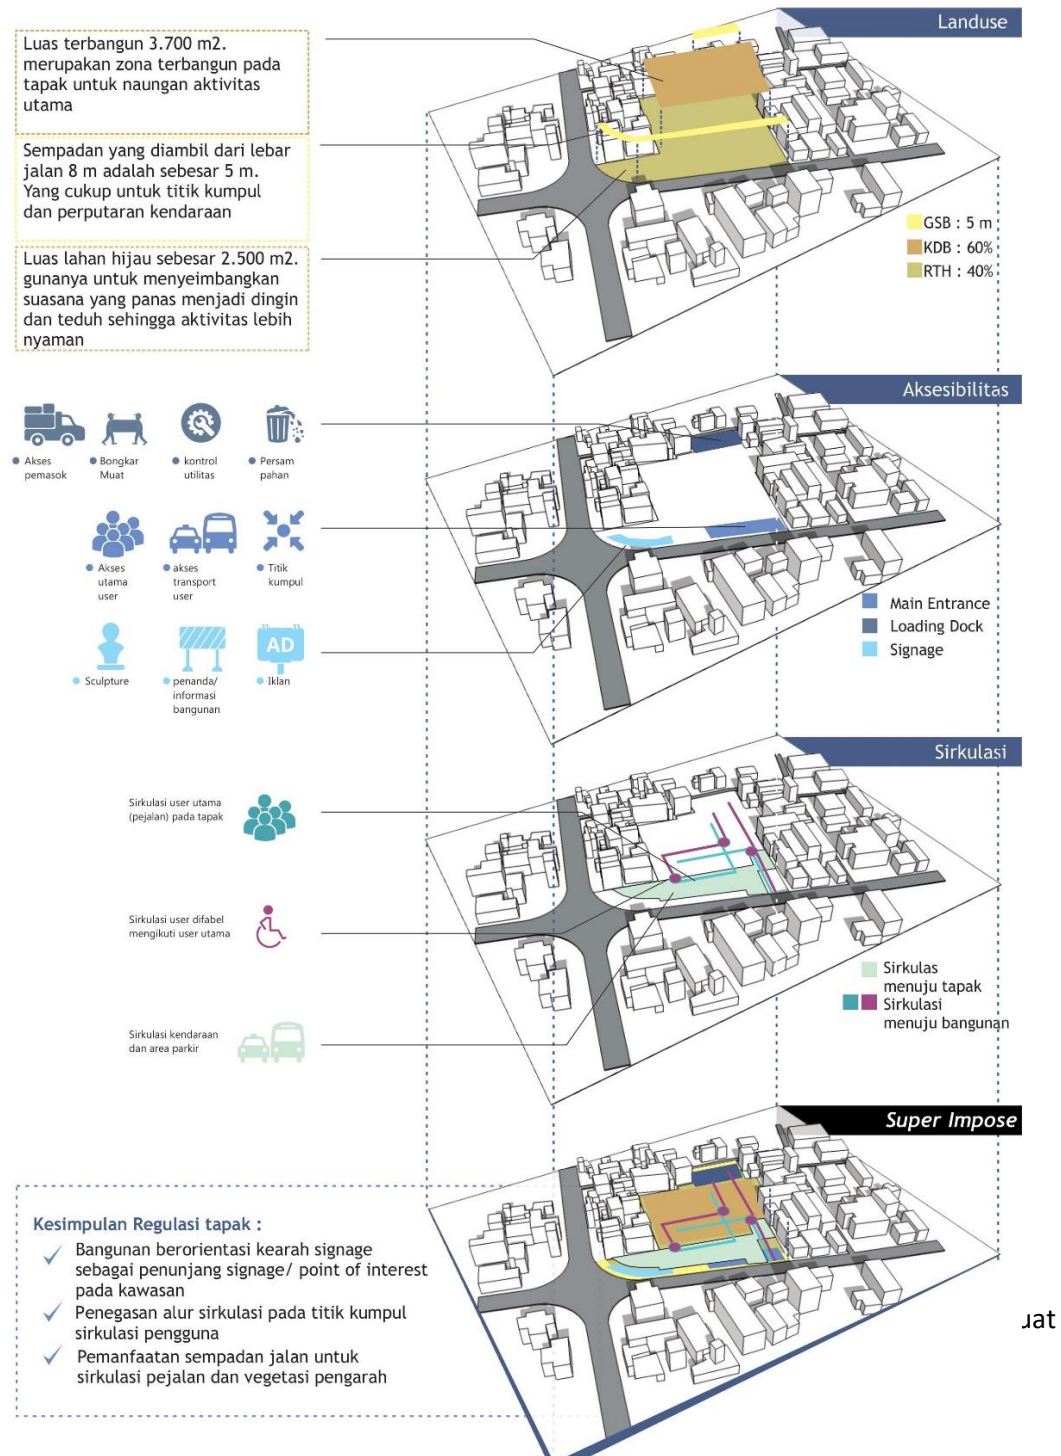 Landuse
Luas terbangun 3.700 m2.
merupakan zona terbangun pada
tapak untuk naungan aktivitas
utama
Sempadan yang diambil dari lebar
jalan 8 m adalah sebesar 5 m.
Yang cukup untuk titik kumpul
dan perputaran kendaraan
Luas lahan hijau sebesar 2.500 m2.
gunanya untuk menyeimbangkan
suasana yang panas menjadi dingin
dan teduh sehingga aktivitas lebih
nyaman
GSB : 5 m
KDB : 60%
RTH : 40%
Aksesibilitas
Akses
pemasok
Bongkar
Muat
kontrol
utilitas
Persam
pahan
Akses
utama
user
akses
transport
user
Titik
kumpul
AD
Sculpture
penanda/
informasi
bangunan
Iklan
Main Entrance
Loading Dock
Signage
Sirkulasi
Sirkulasi user utama
(pejalan) pada tapak
Sirkulasi user difabel
mengikuti user utama
Sirkulasi kendaraan
dan area parkir
Sirkulas
menuju tapak
Sirkulasi
menuju bangunan
Super Impose
Kesimpulan Regulasi tapak :
Bangunan berorientasi kearah signage
sebagai penunjang signage/ point of interest
pada kawasan
Penegasan alur sirkulasi pada titik kumpul
sirkulasi pengguna
Pemanfaatan sempadan jalan untuk
sirkulasi pejalan dan vegetasi pengarah